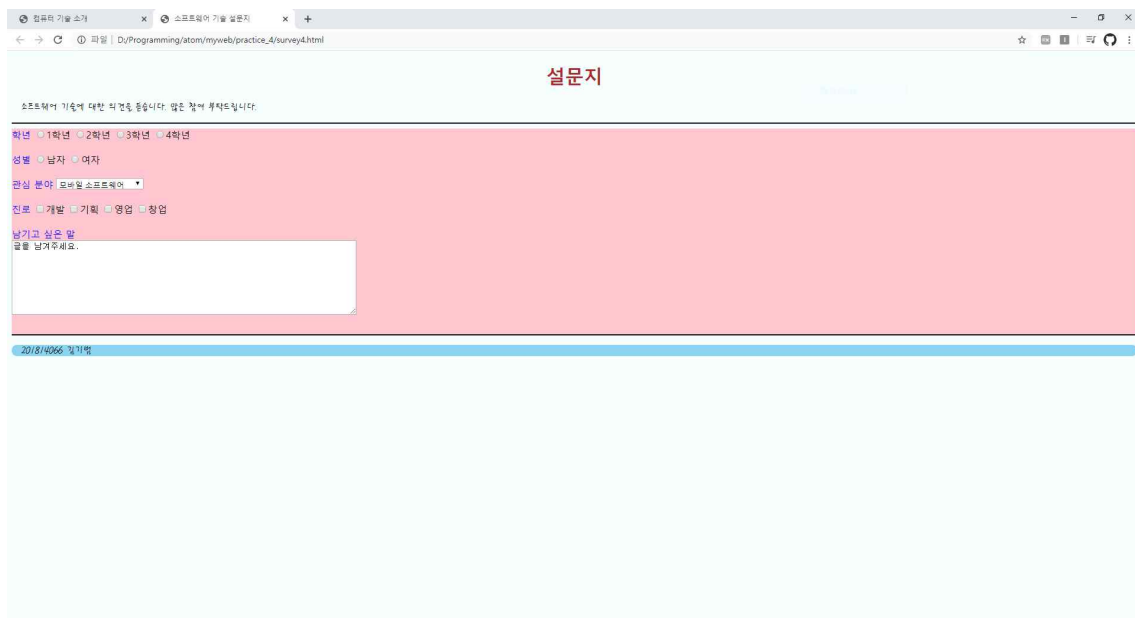 컴퓨터 기술 소개 소프트웨어 기술 설문지
파일 | D:/Programming/atom/myweb/practice_4/survey4.html
설문지
소프트웨어 기술에 대한 의견을 듣습니다. 많은 참여 부탁드립니다.
학년 1학년 2학년 3학년 4학년
성별 남자 여자
관심 분야 모바일 소프트웨어
진로 개발 기획 영업 창업
남기고 싶은 말
글을 남겨주세요.
20184066 김기범